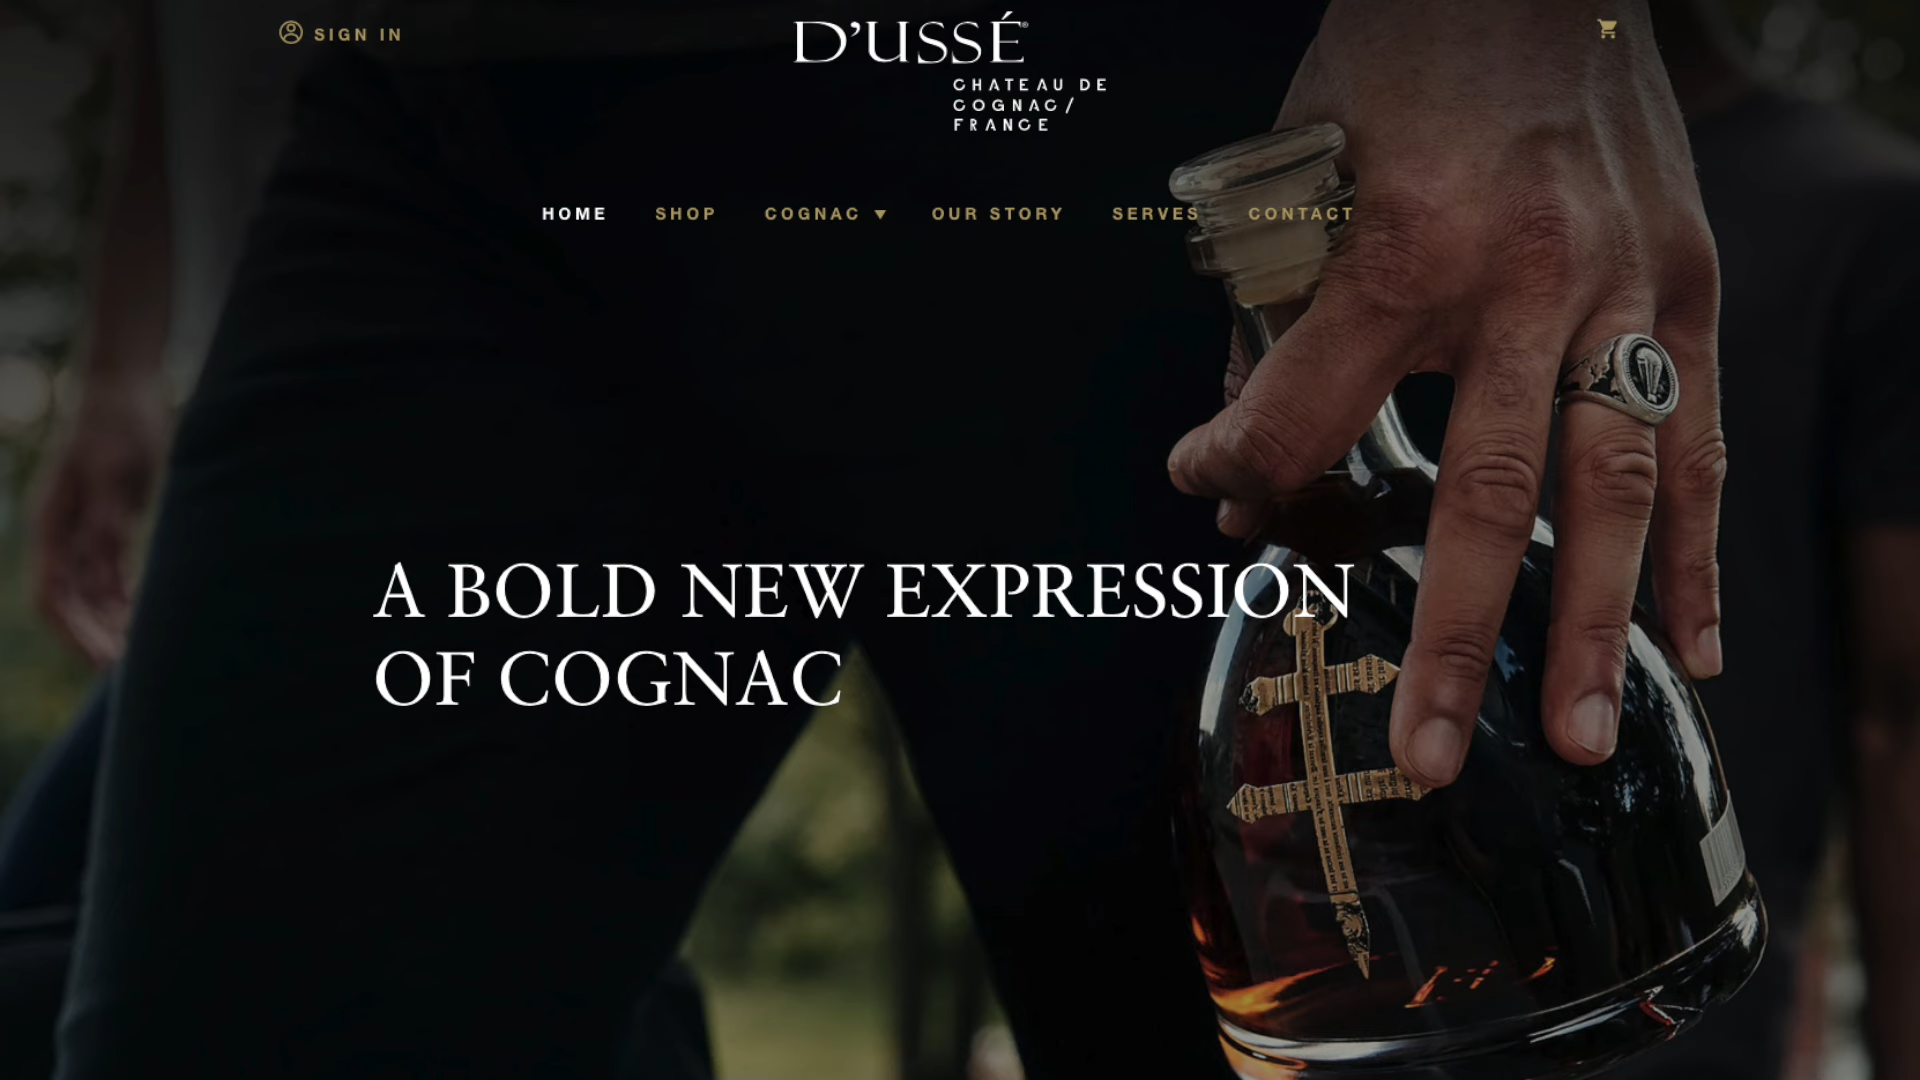 SIGN IN
D'USSÉ®
CHATEAU DE
COGNAC/
FRANCE
HOME SHOP COGNAC ▼ OUR STORY SERVES CONTACT
A BOLD NEW EXPRESSION
OF COGNAC